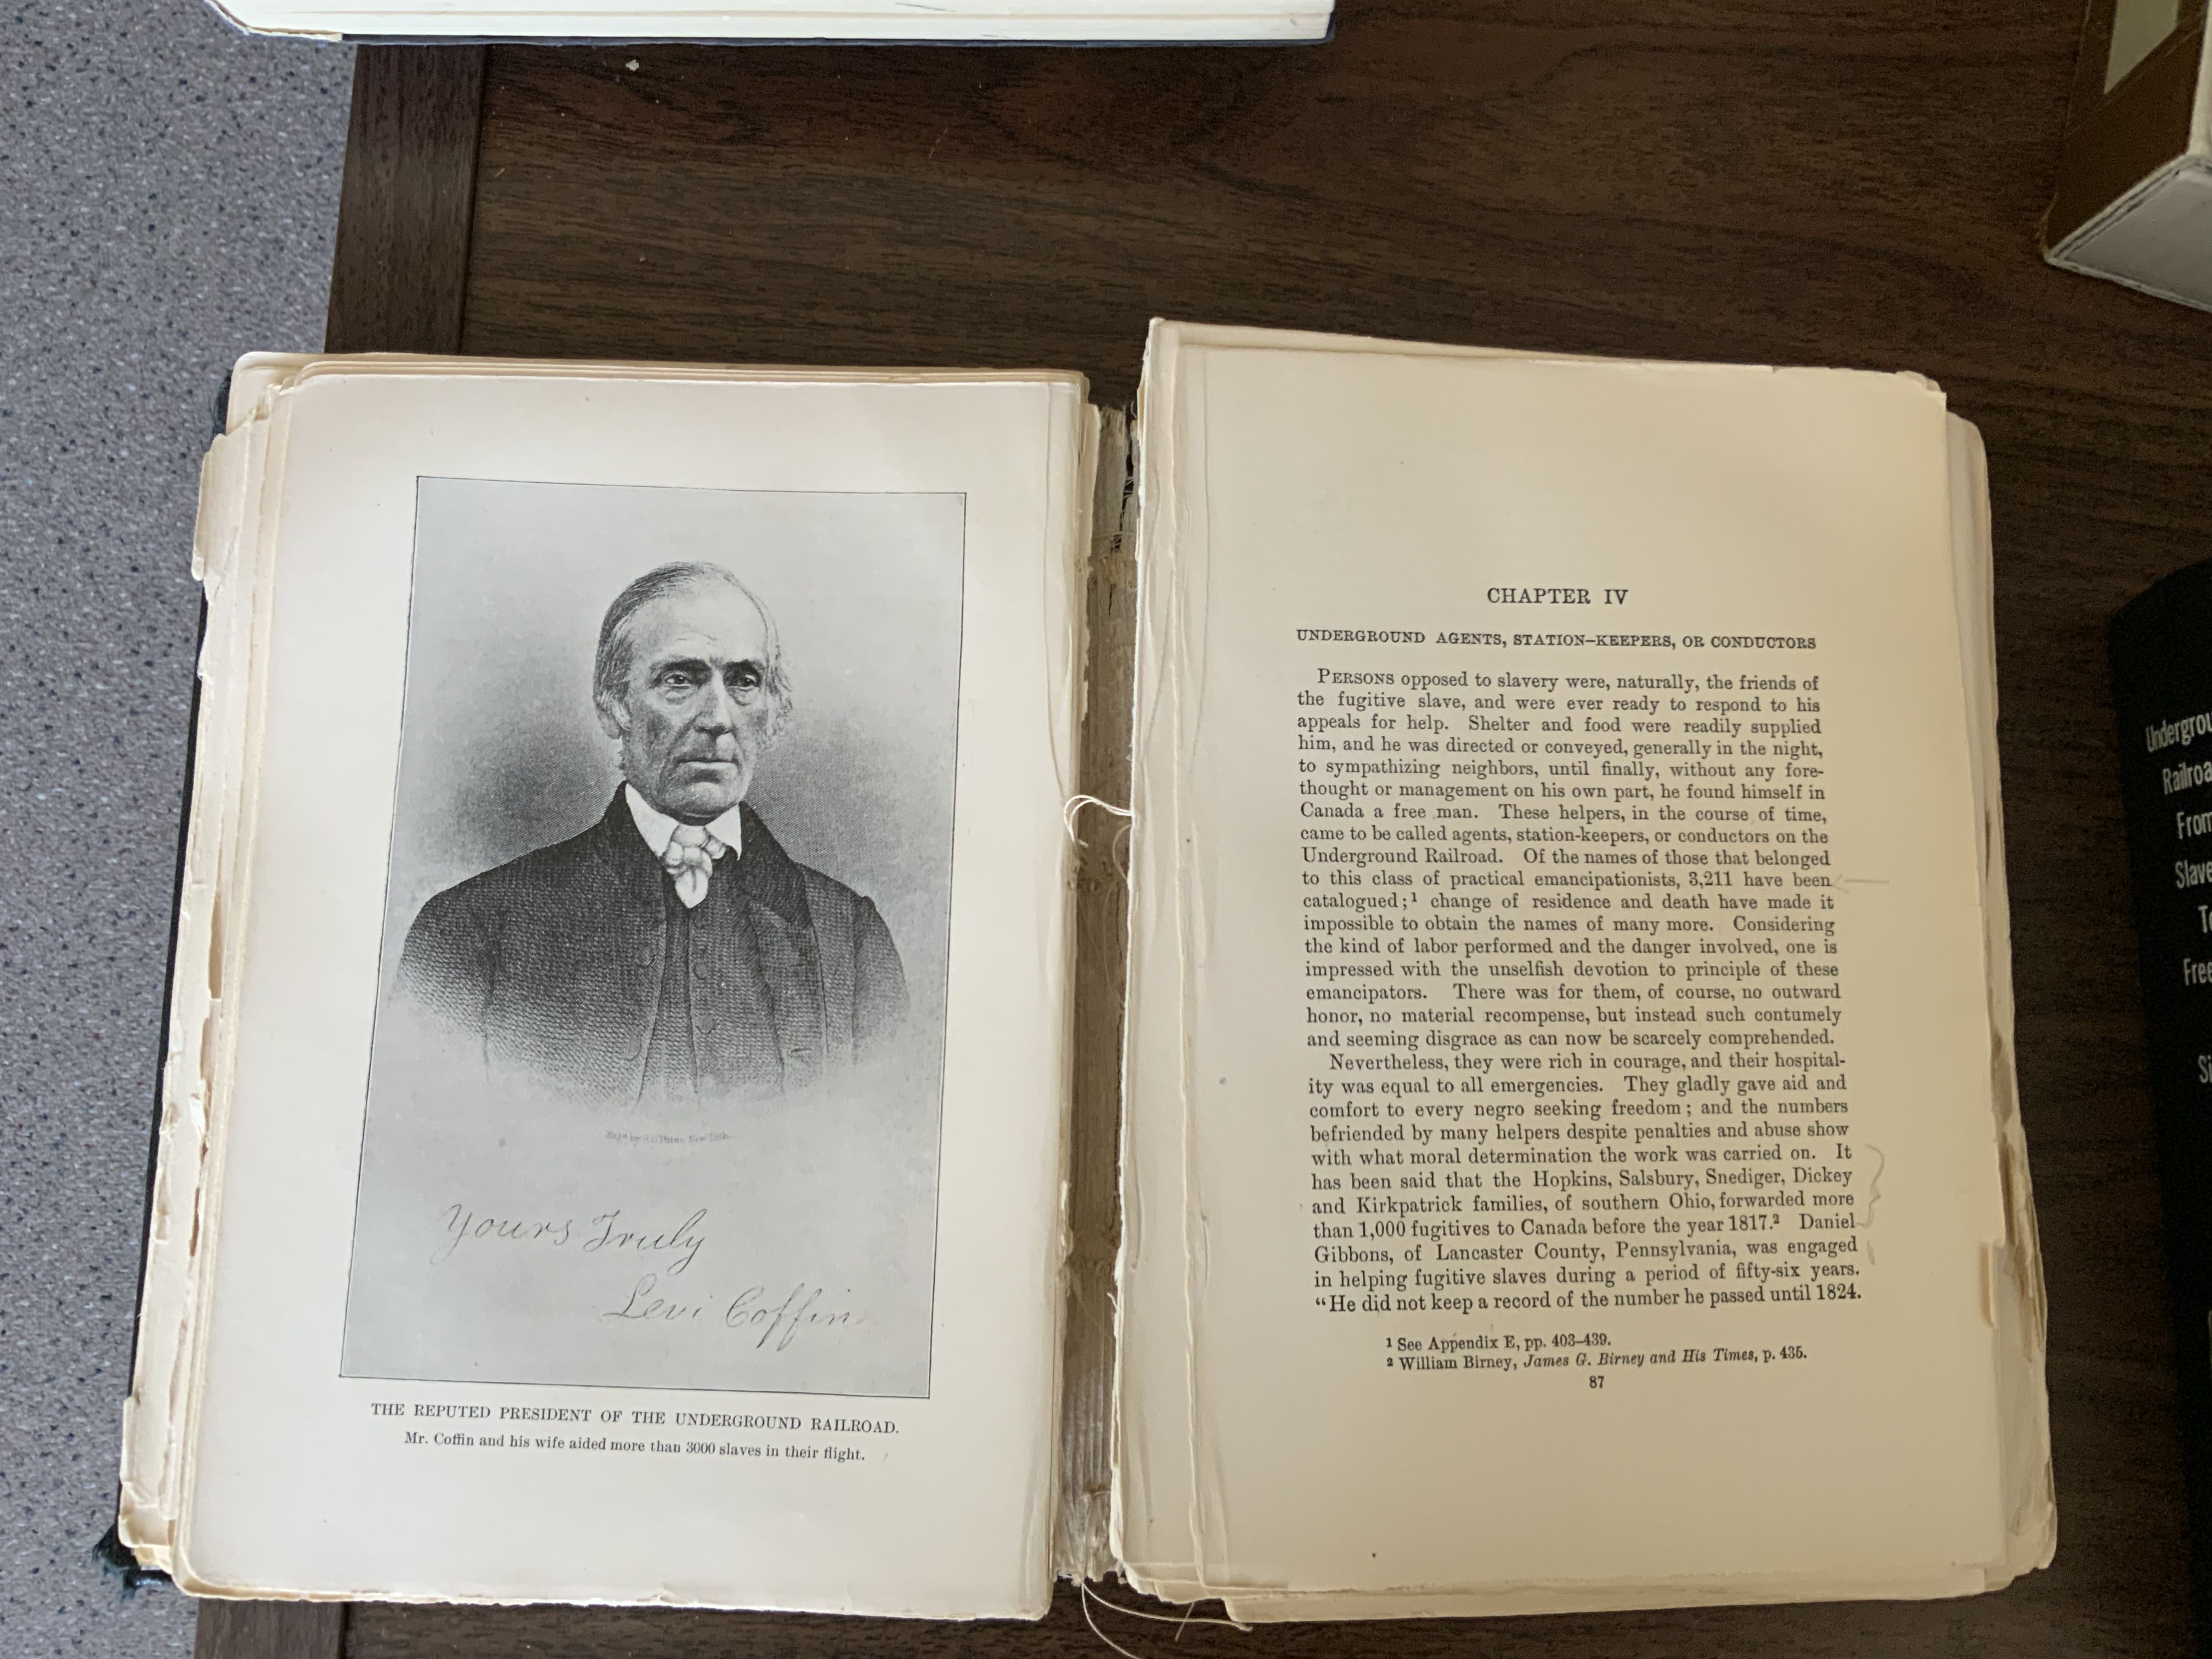 Yours Truly
Levi Coffin
THE REPUTED PRESIDENT OF THE UNDERGROUND RAILROAD.
Mr. Coffin and his wife aided more than 3000 slaves in their flight.
CHAPTER IV
UNDERGROUND AGENTS, STATION–KEEPERS, OR CONDUCTORS
PERSONS opposed to slavery were, naturally, the friends of
the fugitive slave, and were ever ready to respond to his
appeals for help. Shelter and food were readily supplied
him, and he was directed or conveyed, generally in the night,
to sympathizing neighbors, until finally, without any fore-
thought or management on his own part, he found himself in
Canada a free man. These helpers, in the course of time,
came to be called agents, station-keepers, or conductors on the
Underground Railroad. Of the names of those that belonged
to this class of practical emancipationists, 3,211 have been
catalogued;¹ change of residence and death have made it
impossible to obtain the names of many more. Considering
the kind of labor performed and the danger involved, one is
impressed with the unselfish devotion to principle of these
emancipators. There was for them, of course, no outward
honor, no material recompense, but instead such contumely
and seeming disgrace as can now be scarcely comprehended.
Nevertheless, they were rich in courage, and their hospital-
ity was equal to all emergencies. They gladly gave aid and
comfort to every negro seeking freedom; and the numbers
befriended by many helpers despite penalties and abuse show
with what moral determination the work was carried on. It
has been said that the Hopkins, Salsbury, Snediger, Dickey
and Kirkpatrick families, of southern Ohio, forwarded more
than 1,000 fugitives to Canada before the year 1817.² Daniel
Gibbons, of Lancaster County, Pennsylvania, was engaged
in helping fugitive slaves during a period of fifty-six years.
"He did not keep a record of the number he passed until 1824.
¹ See Appendix E, pp. 403–439.
² William Birney, James G. Birney and His Times, p. 435.
87
Undergrou
Railroa
From
Slave
T
Free
Si